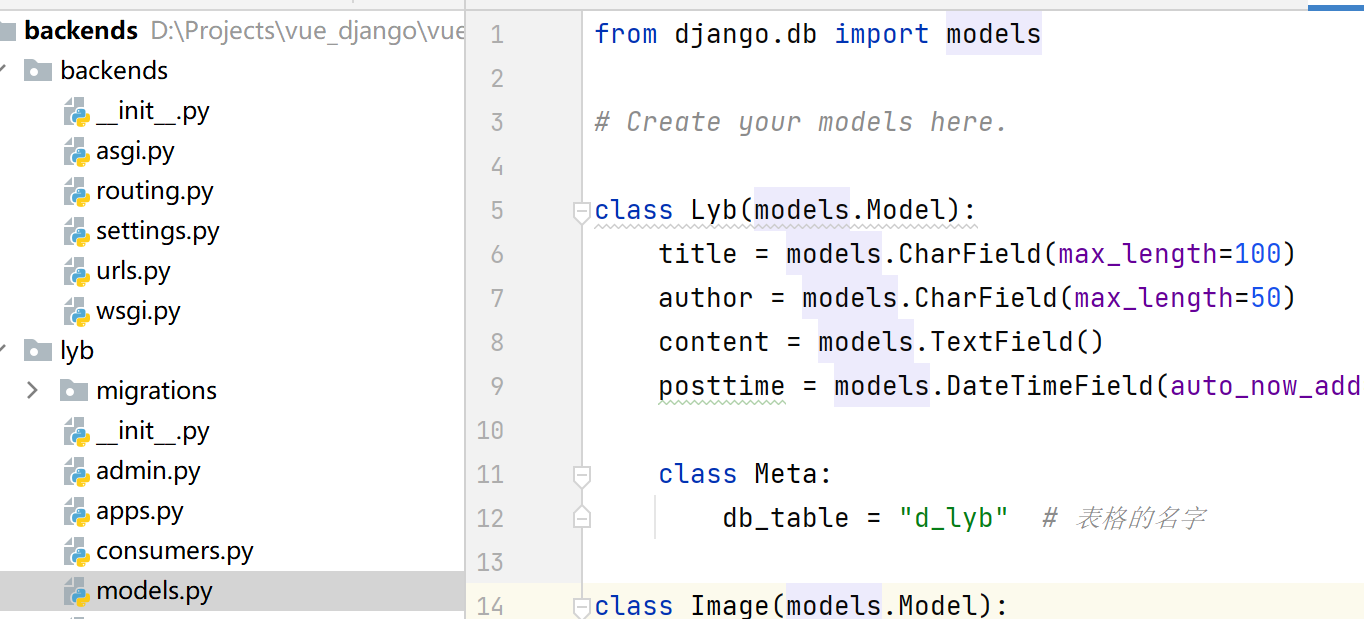 backends D:\Projects\vue_django\vue
backends
__init__.py
asgi.py
routing.py
settings.py
urls.py
wsgi.py
lyb
migrations
__init__.py
admin.py
apps.py
consumers.py
models.py
1 from django.db import models
2
3 # Create your models here.
4
5 class Lyb(models.Model):
6 title = models.CharField(max_length=100)
7 author = models.CharField(max_length=50)
8 content = models.TextField()
9 posttime = models.DateTimeField(auto_now_add
10
11 class Meta:
12 db_table = "d_lyb" # 表格的名字
13
14 class Image(models.Model):